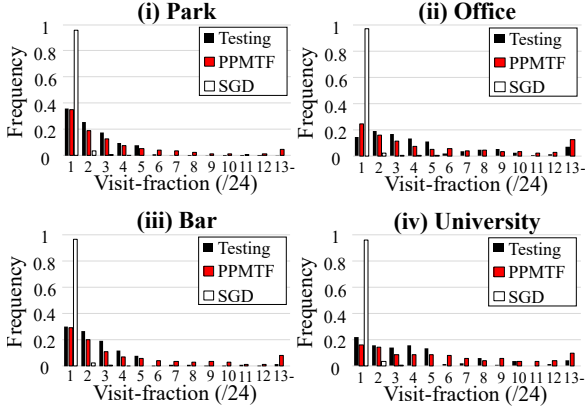 (i) Park
1
0.8
0.6
0.4
0.2
0
Frequency
Testing
PPMTF
SGD
1 2 3 4 5 6 7 8 9 10 11 12 13-
Visit-fraction (/24)
(ii) Office
1
0.8
0.6
0.4
0.2
0
Frequency
Testing
PPMTF
SGD
1 2 3 4 5 6 7 8 9 10 11 12 13-
Visit-fraction (/24)
(iii) Bar
1
0.8
0.6
0.4
0.2
0
Frequency
Testing
PPMTF
SGD
1 2 3 4 5 6 7 8 9 10 11 12 13-
Visit-fraction (/24)
(iv) University
1
0.8
0.6
0.4
0.2
0
Frequency
Testing
PPMTF
SGD
1 2 3 4 5 6 7 8 9 10 11 12 13-
Visit-fraction (/24)